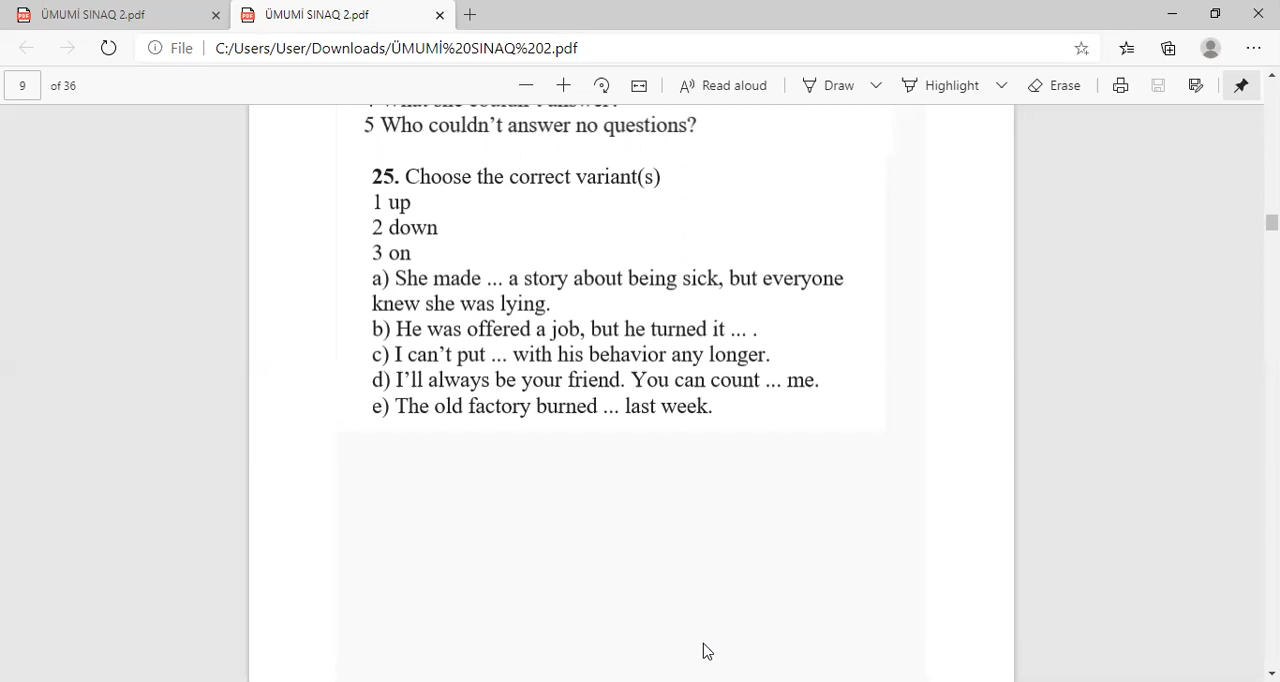 ÜMUMİ SINAQ 2.pdf
ÜMUMİ SINAQ 2.pdf
File
C:/Users/User/Downloads/ÜMUMİ%20SINAQ%202.pdf
9 of 36
Read aloud
Draw
Highlight
Erase
5 Who couldn’t answer no questions?
25. Choose the correct variant(s)
1 up
2 down
3 on
a) She made ... a story about being sick, but everyone
knew she was lying.
b) He was offered a job, but he turned it ... .
c) I can’t put ... with his behavior any longer.
d) I’ll always be your friend. You can count ... me.
e) The old factory burned ... last week.